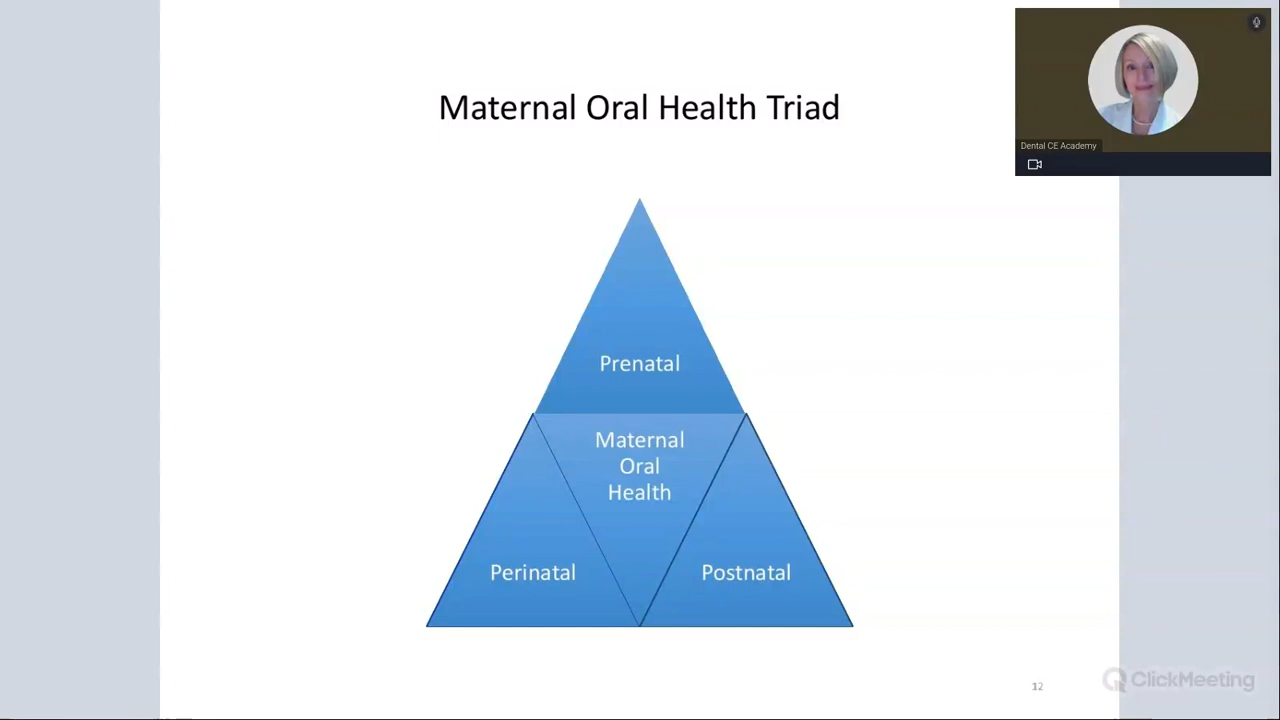 Maternal Oral Health Triad
Dental CE Academy
Prenatal
Maternal
Oral
Health
Perinatal
Postnatal
12
ClickMeeting